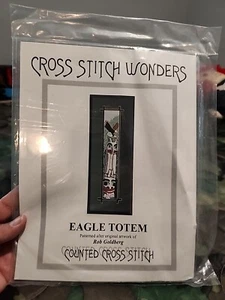 CROSS STITCH WONDERS
EAGLE TOTEM
Patterned after original artwork of
Rob Goldberg
COUNTED CROSS STITCH